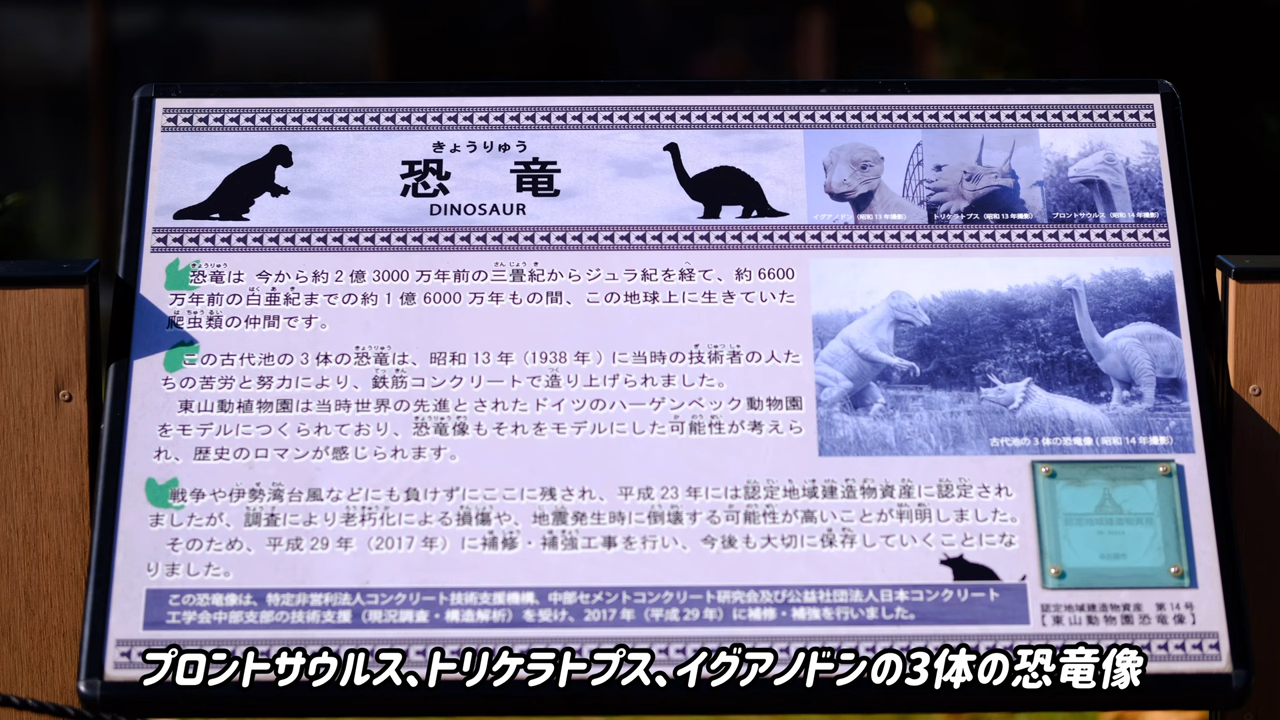 きょうりゅう
恐竜
DINOSAUR
イグアノドン（昭和13年撮影）
トリケラトプス（昭和13年撮影）
ブロントサウルス（昭和14年撮影）
恐竜は 今から約2億3000万年前の三畳紀からジュラ紀を経て、約6600
万年前の白亜紀までの約1億6000万年もの間、この地球上に生きていた
爬虫類の仲間です。
この古代池の3体の恐竜は、昭和13年（1938年）に当時の技術者の人た
ちの苦労と努力により、鉄筋コンクリートで造り上げられました。
東山動植物園は当時世界の先進とされたドイツのハーゲンベック動物園
をモデルにつくられており、恐竜像もそれをモデルにした可能性が考えら
れ、歴史のロマンが感じられます。
古代池の3体の恐竜像（昭和14年撮影）
戦争や伊勢湾台風などにも負けずにここに残され、平成23年には認定地域建造物資産に認定され
ましたが、調査により老朽化による損傷や、地震発生時に倒壊する可能性が高いことが判明しました。
そのため、平成29年（2017年）に補修・補強工事を行い、今後も大切に保存していくことにな
りました。
この恐竜像は、特定非営利法人コンクリート技術支援機構、中部セメントコンクリート研究会及び公益社団法人日本コンクリート
工学会中部支部の技術支援（現況調査・構造解析）を受け、2017年（平成29年）に補修・補強を行いました。
認定地域建造物資産
認定地域建造物資産 第14号
【東山動物園恐竜像】
ブロントサウルス、トリケラトプス、イグアノドンの3体の恐竜像